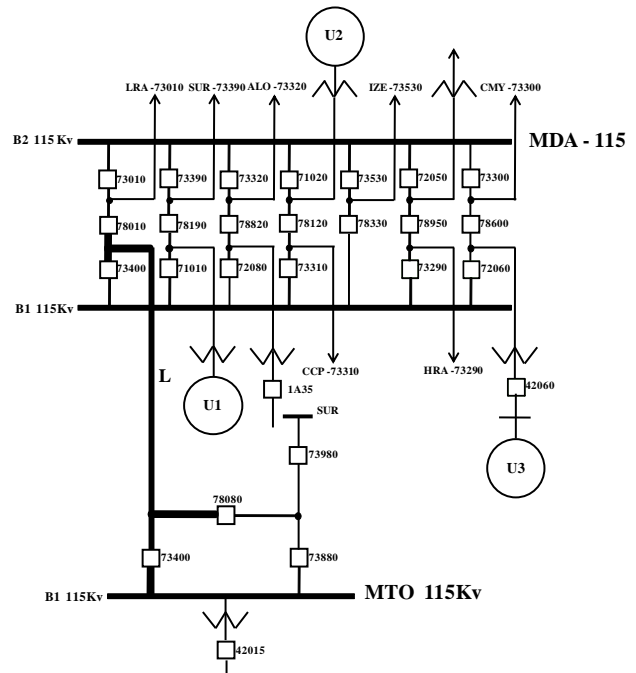 U2
LRA -73010 SUR -73390 ALO -73320 IZE -73530 CMY -73300
B2 115 Kv MDA - 115
73010 73390 73320 71020 73530 72050 73300
78010 78190 78820 78120 78330 78950 78600
73400 71010 72080 73310 73290 72060
B1 115Kv
CCP -73310 HRA -73290
L
U1
1A35
42060
SUR
U3
73980
78080
73400 73880
B1 115Kv MTO 115Kv
42015